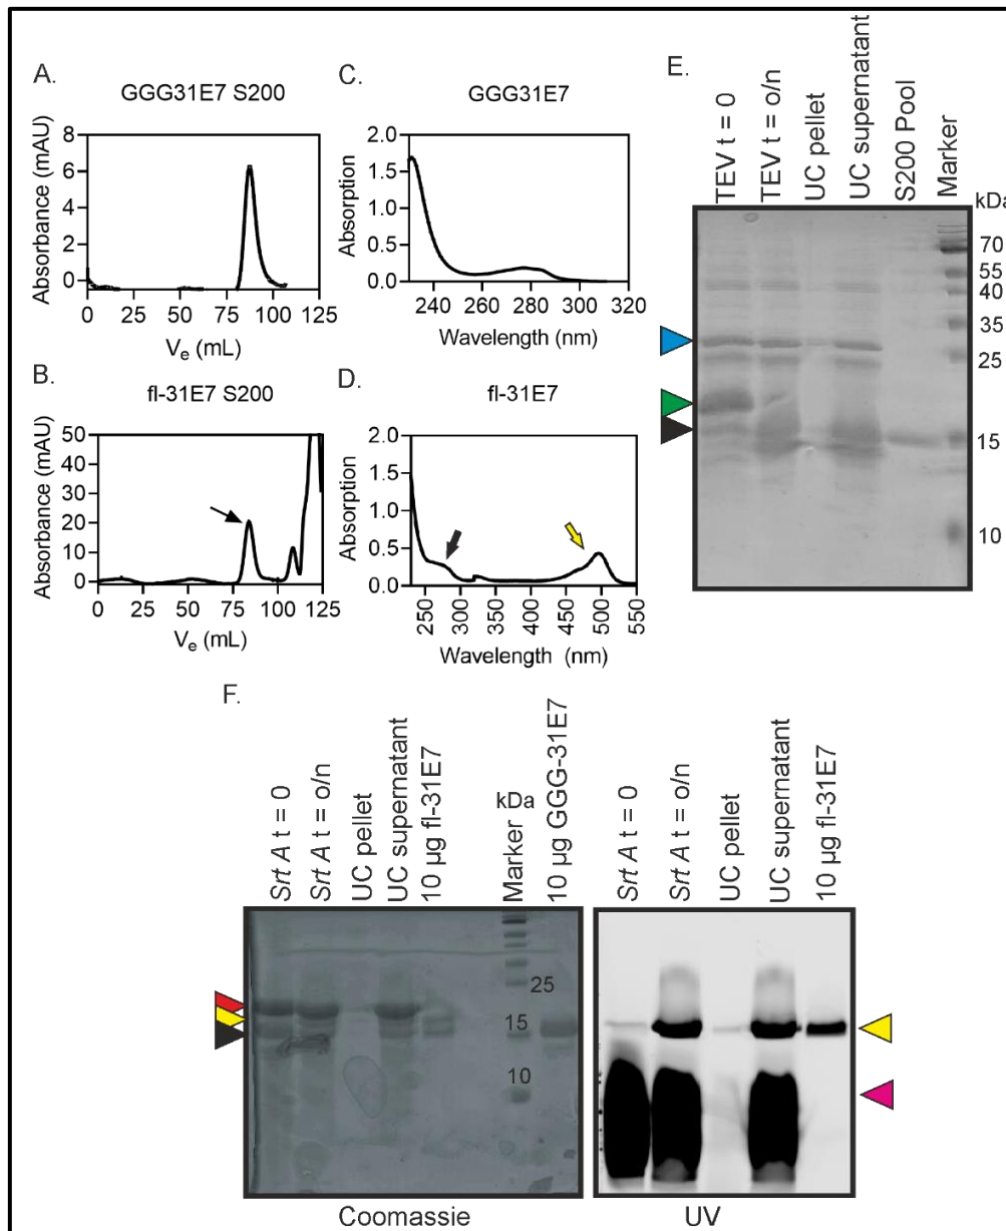 A.
GGG31E7 S200
Absorbance (mAU)
8
6
4
2
0
0 25 50 75 100 125
Ve (mL)
B.
fl-31E7 S200
Absorbance (mAU)
50
40
30
20
10
0
0 25 50 75 100 125
Ve (mL)
C.
GGG31E7
Absorption
2.0
1.5
1.0
0.5
0.0
240 260 280 300 320
Wavelength (nm)
D.
fl-31E7
Absorption
2.0
1.5
1.0
0.5
0.0
250 300 350 400 450 500 550
Wavelength (nm)
E.
TEV t = 0
TEV t = o/n
UC pellet
UC supernatant
S200 Pool
Marker
kDa
70
55
40
35
25
15
10
F.
Srt A t = 0
Srt A t = o/n
UC pellet
UC supernatant
10 µg fl-31E7
kDa
Marker
10 µg GGG-31E7
25
15
10
Coomassie
Srt A t = 0
Srt A t = o/n
UC pellet
UC supernatant
10 µg fl-31E7
UV